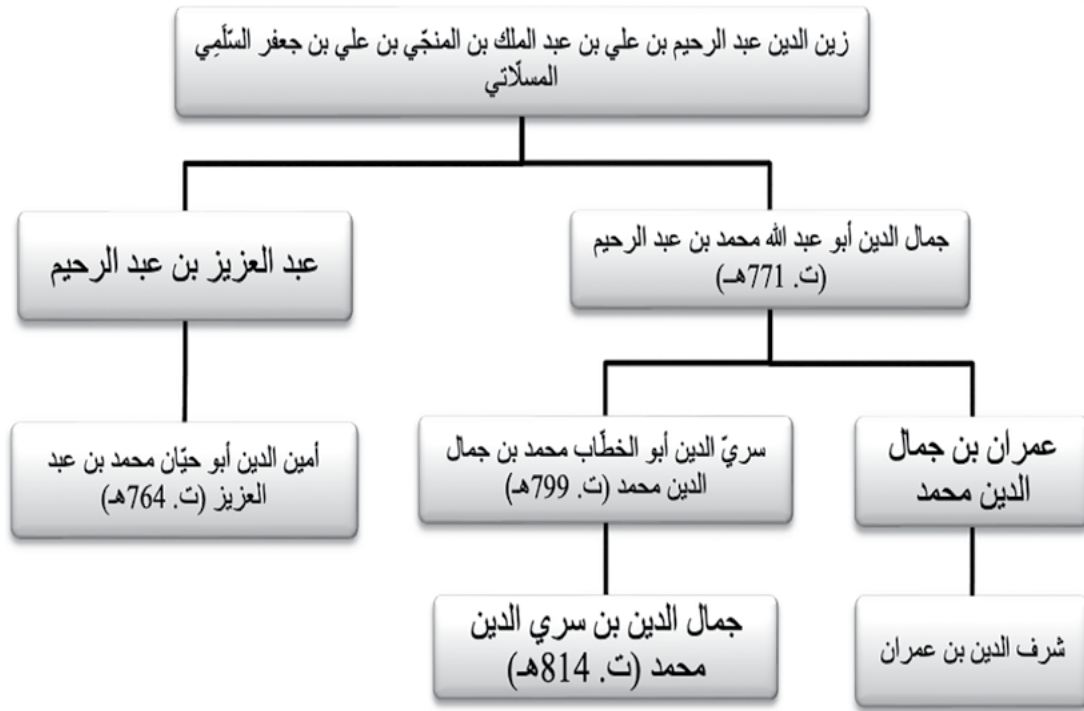 زين الدين عبد الرحيم بن علي بن عبد الملك بن المنجّي بن علي بن جعفر السّلَمِي
المسلّاتي
جمال الدين أبو عبد الله محمد بن عبد الرحيم
(ت. 771هـ)
عبد العزيز بن عبد الرحيم
عمران بن جمال
الدين محمد
سريّ الدين أبو الخطّاب محمد بن جمال
الدين محمد (ت. 799هـ)
أمين الدين أبو حيّان محمد بن عبد
العزيز (ت. 764هـ)
شرف الدين بن عمران
جمال الدين بن سري الدين
محمد (ت. 814هـ)